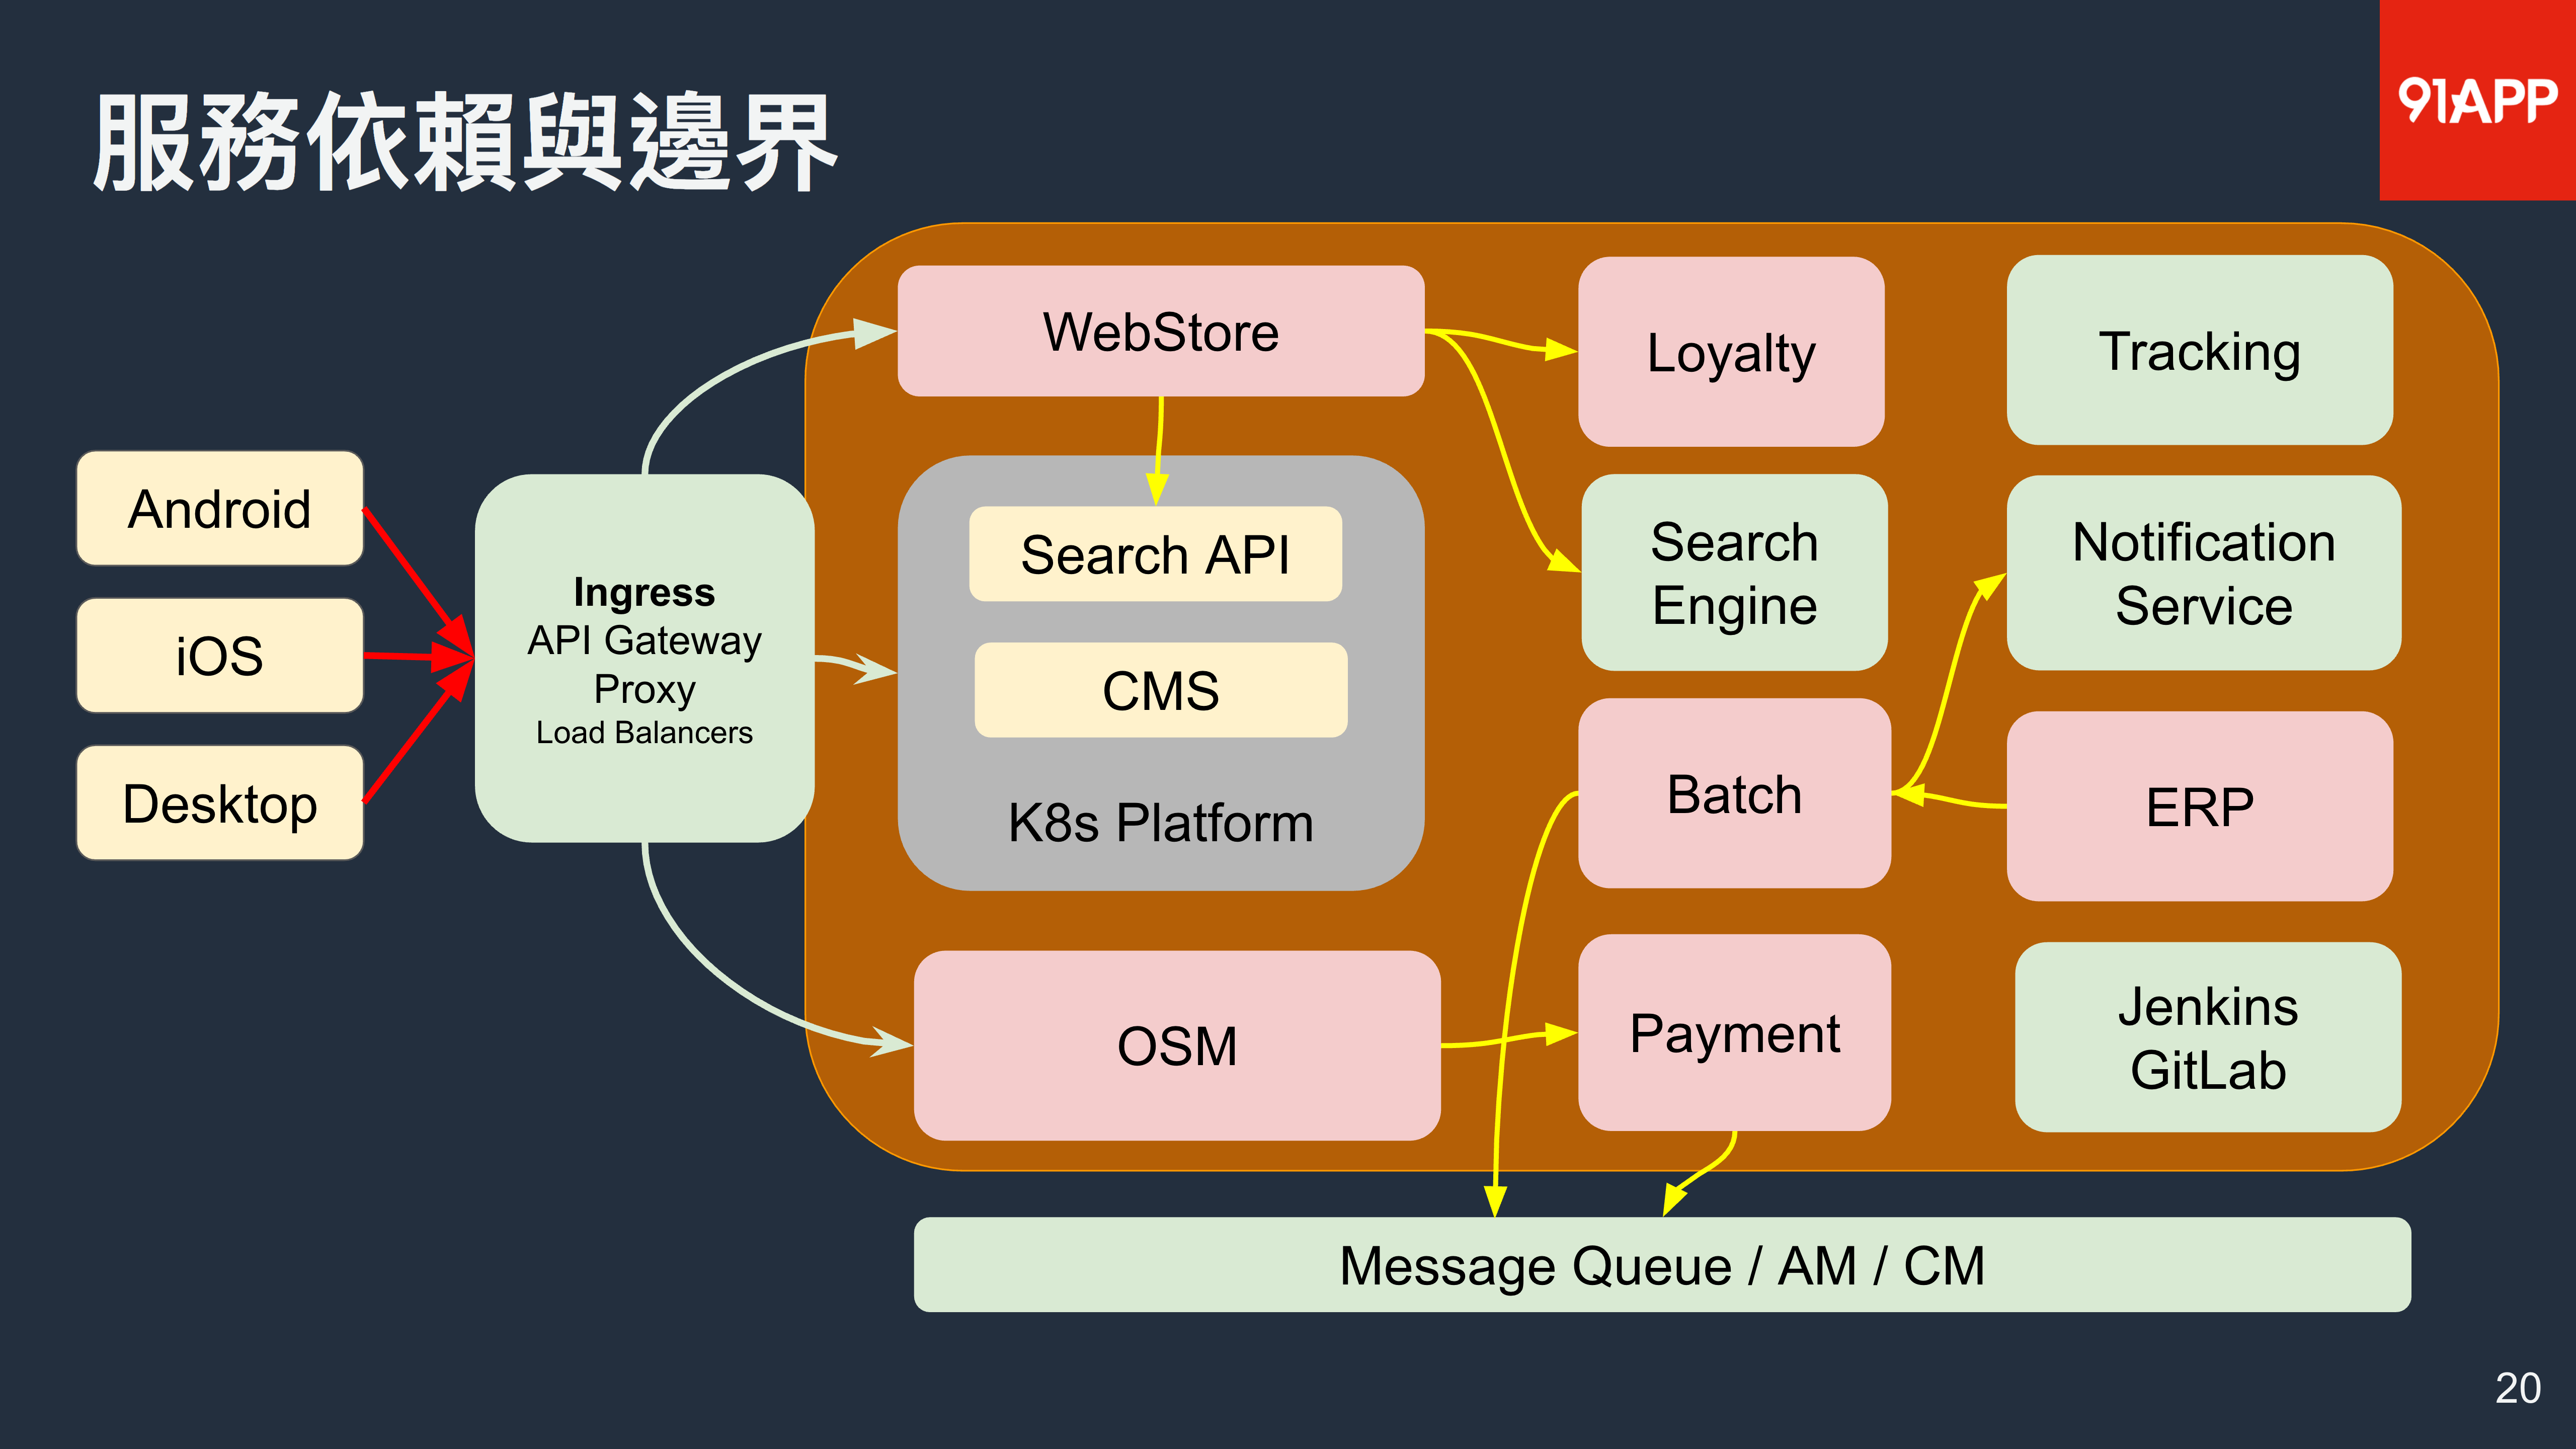 服務依賴與邊界
91APP
Android
iOS
Desktop
Ingress
API Gateway
Proxy
Load Balancers
WebStore
Search API
CMS
K8s Platform
OSM
Loyalty
Search
Engine
Batch
Payment
Tracking
Notification
Service
ERP
Jenkins
GitLab
Message Queue / AM / CM
20